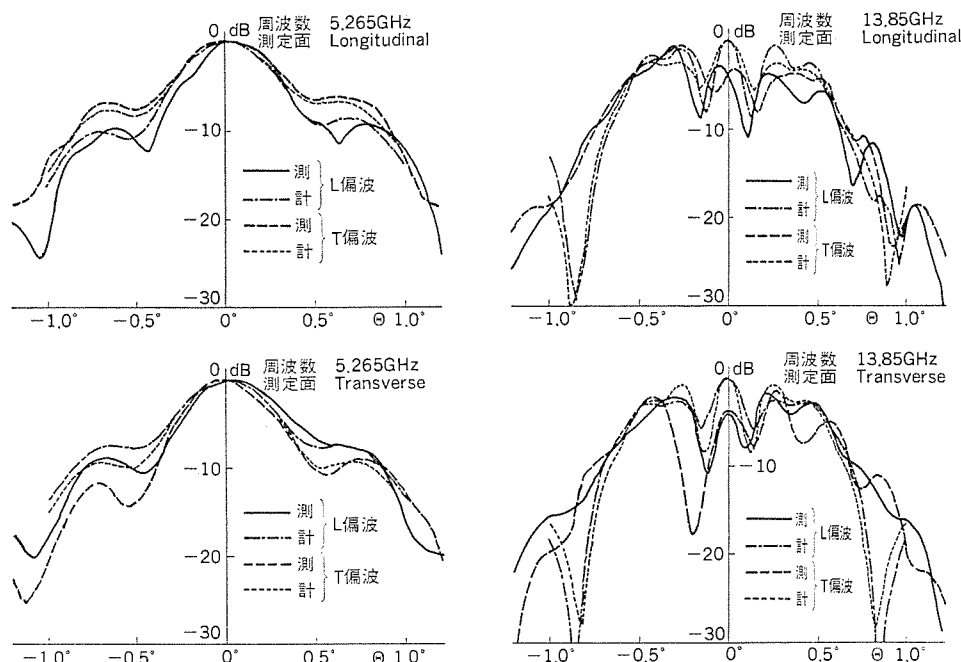 0 dB 周波数 5.265GHz
測定面 Longitudinal
-10
測
計
L偏波
測
計
T偏波
-20
-30
-1.0° -0.5° 0° 0.5° Θ 1.0°
0 dB 周波数 13.85GHz
測定面 Longitudinal
-10
測
計
L偏波
測
計
T偏波
-20
-30
-1.0° -0.5° 0° 0.5° Θ 1.0°
0 dB 周波数 5.265GHz
測定面 Transverse
-10
測
計
L偏波
測
計
T偏波
-20
-30
-1.0° -0.5° 0° 0.5° Θ 1.0°
0 dB 周波数 13.85GHz
測定面 Transverse
-10
測
計
L偏波
測
計
T偏波
-20
-30
-1.0° -0.5° 0° 0.5° Θ 1.0°